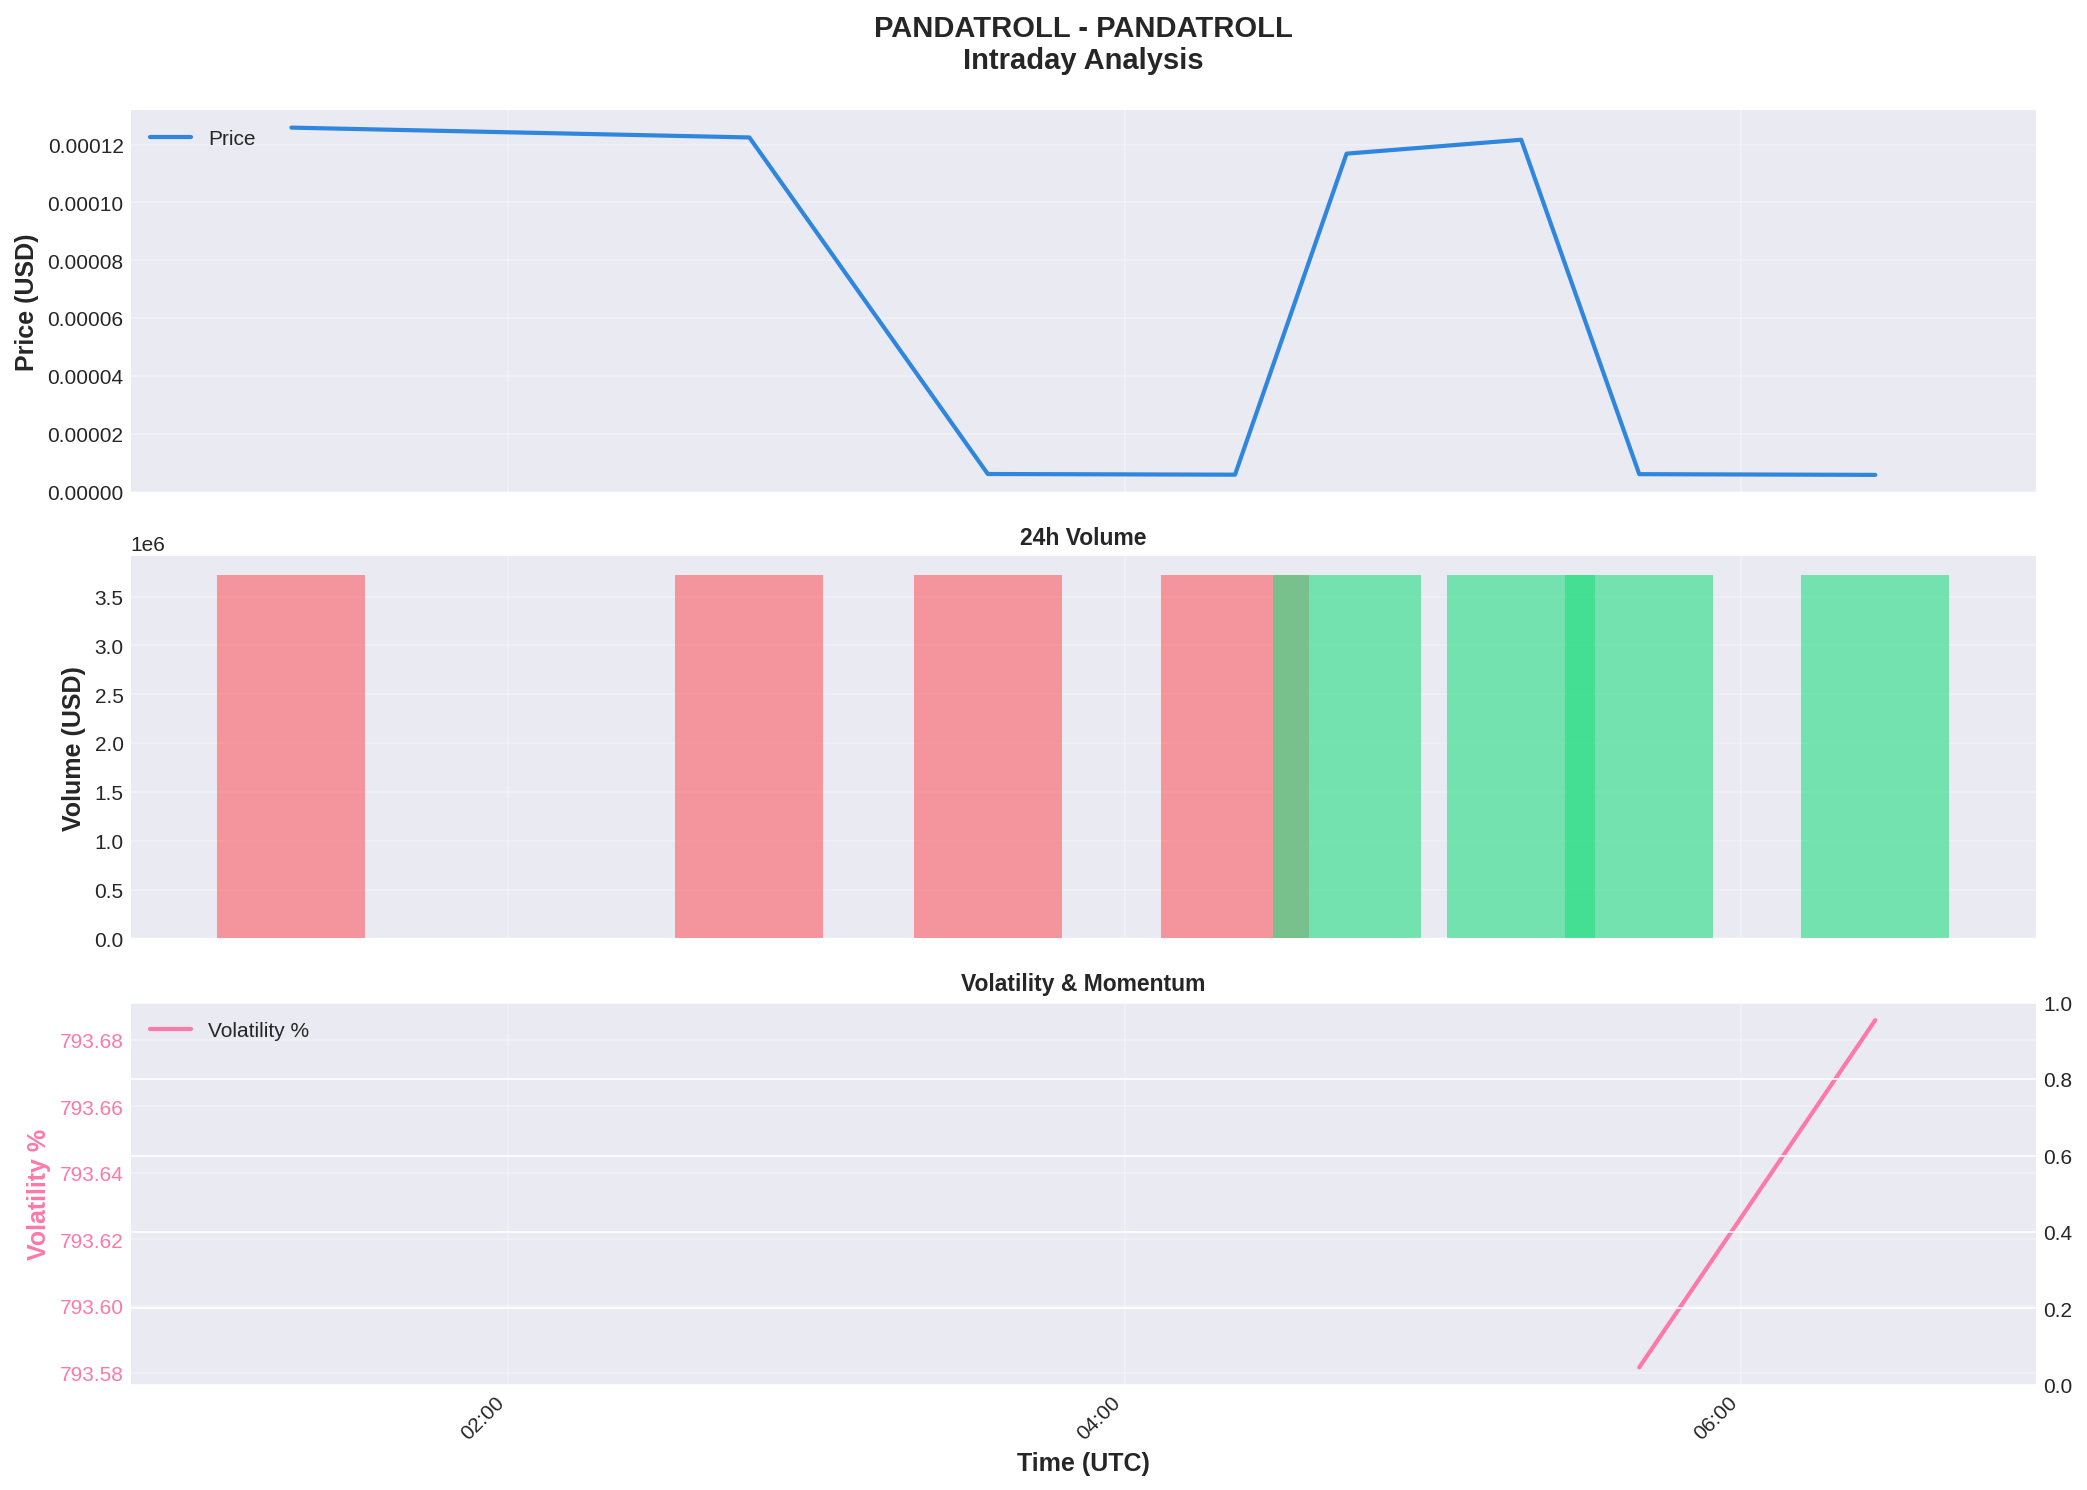 PANDATROLL - PANDATROLL
Intraday Analysis
Price
0.00012
0.00010
0.00008
0.00006
0.00004
0.00002
0.00000
Price (USD)
24h Volume
1e6
3.5
3.0
2.5
2.0
1.5
1.0
0.5
0.0
Volume (USD)
Volatility & Momentum
Volatility %
793.68
793.66
793.64
793.62
793.60
793.58
Volatility %
1.0
0.8
0.6
0.4
0.2
0.0
02:00
04:00
06:00
Time (UTC)